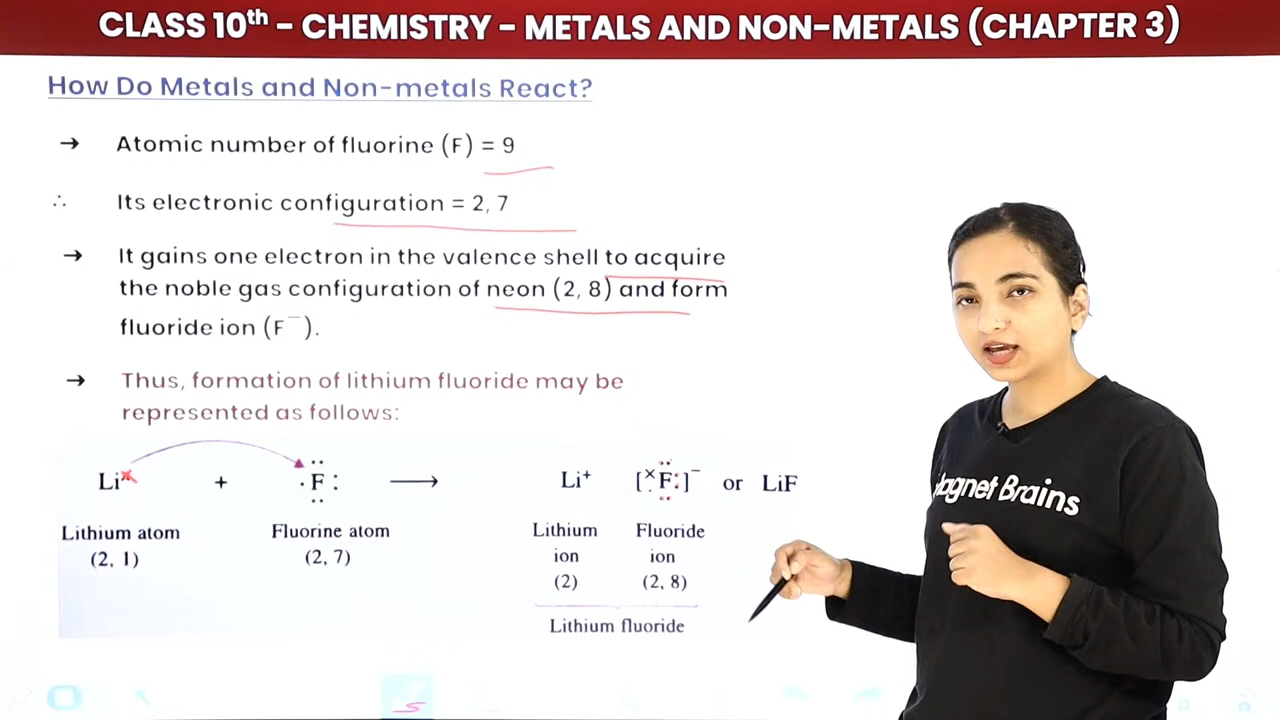 CLASS 10th - CHEMISTRY - METALS AND NON-METALS (CHAPTER 3)
How Do Metals and Non-metals React?
→ Atomic number of fluorine (F) = 9
∴ Its electronic configuration = 2, 7
→ It gains one electron in the valence shell to acquire
the noble gas configuration of neon (2, 8) and form
fluoride ion (F⁻).
→ Thus, formation of lithium fluoride may be
represented as follows:
Li× + F → Li⁺ [×F]⁻ or LiF
Lithium atom Fluorine atom Lithium Fluoride
(2, 1) (2, 7) ion ion
(2) (2, 8)
Lithium fluoride
Magnet Brains